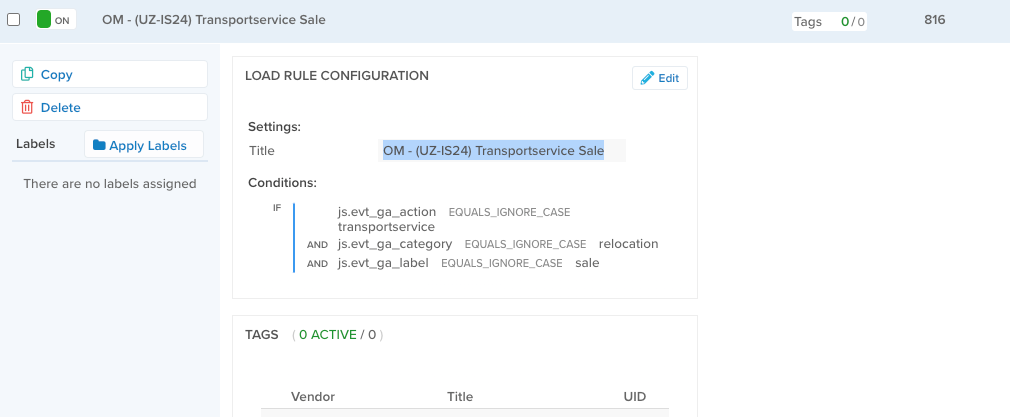 ON OM - (UZ-IS24) Transportservice Sale Tags 0 / 0 816
Copy
Delete
Labels Apply Labels
There are no labels assigned
LOAD RULE CONFIGURATION Edit
Settings:
Title OM - (UZ-IS24) Transportservice Sale
Conditions:
IF js.evt_ga_action EQUALS_IGNORE_CASE
transportservice
AND js.evt_ga_category EQUALS_IGNORE_CASE relocation
AND js.evt_ga_label EQUALS_IGNORE_CASE sale
TAGS ( 0 ACTIVE / 0 )
Vendor Title UID